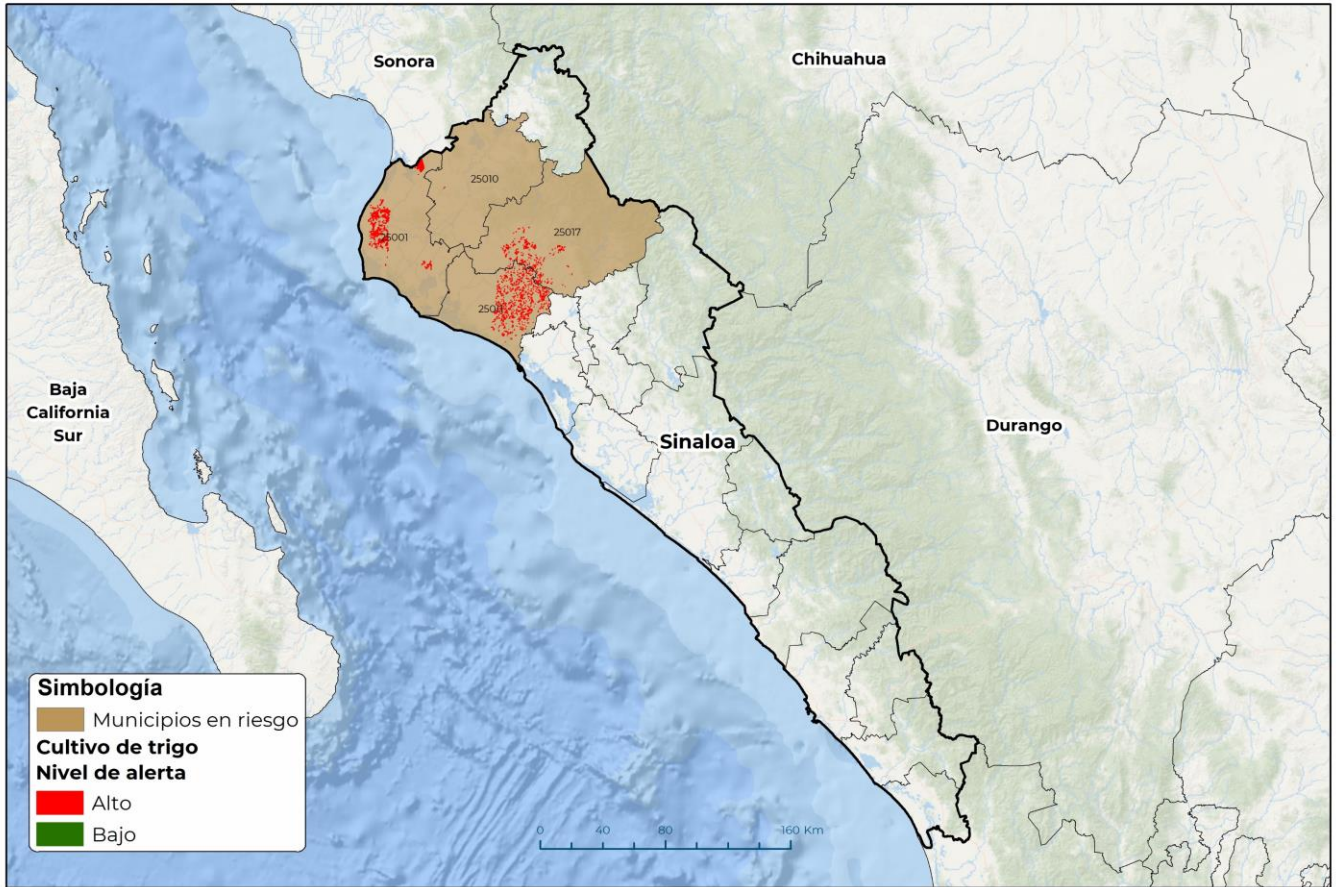 Sonora
Chihuahua
25010
25017
25001
Baja
California
Sur
Sinaloa
Durango
Simbología
Municipios en riesgo
Cultivo de trigo
Nivel de alerta
Alto
Bajo
0 40 80 160 Km